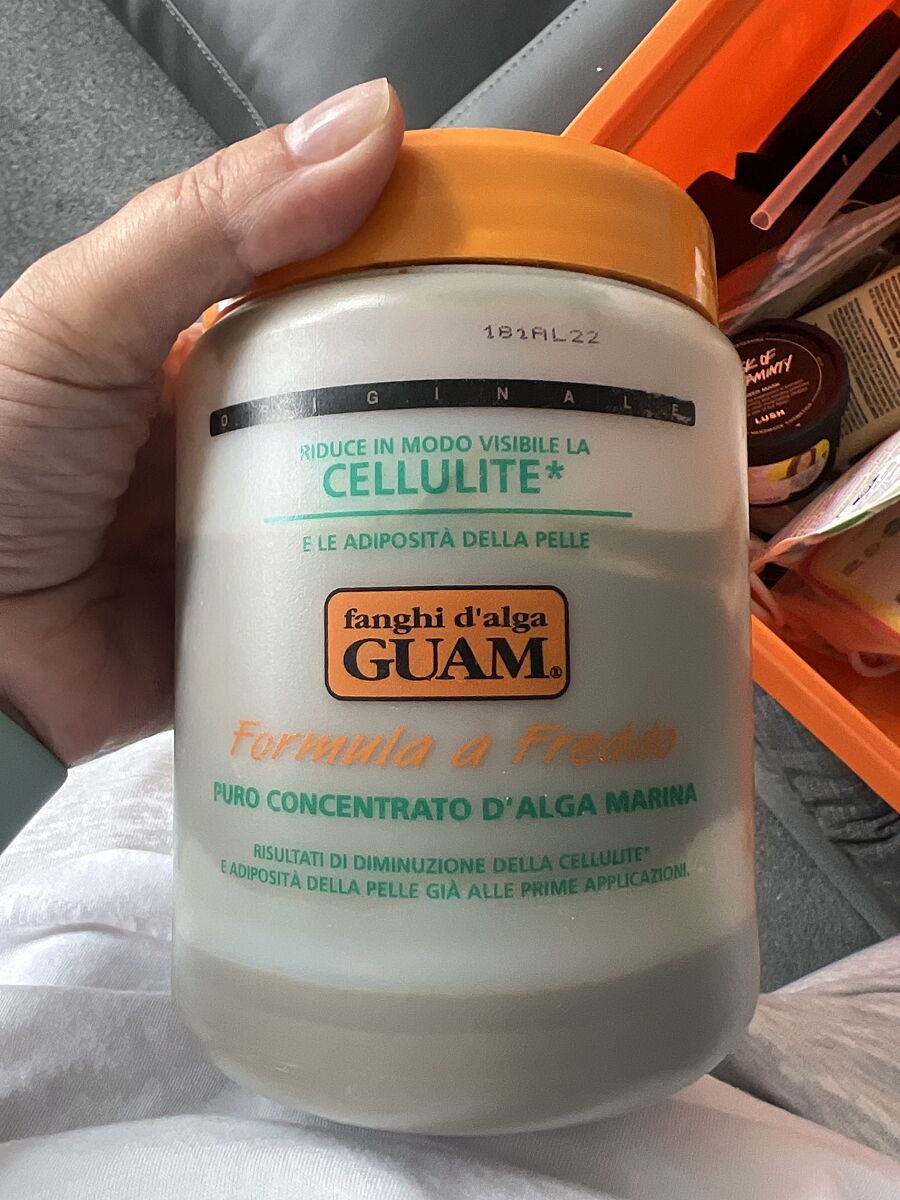 181AL22
ORIGINALE
RIDUCE IN MODO VISIBILE LA
CELLULITE*
E LE ADIPOSITÀ DELLA PELLE
fanghi d'alga
GUAM®
Formula a Freddo
PURO CONCENTRATO D'ALGA MARINA
RISULTATI DI DIMINUZIONE DELLA CELLULITE*
E ADIPOSITÀ DELLA PELLE GIÀ ALLE PRIME APPLICAZIONI.
OF
LUSH